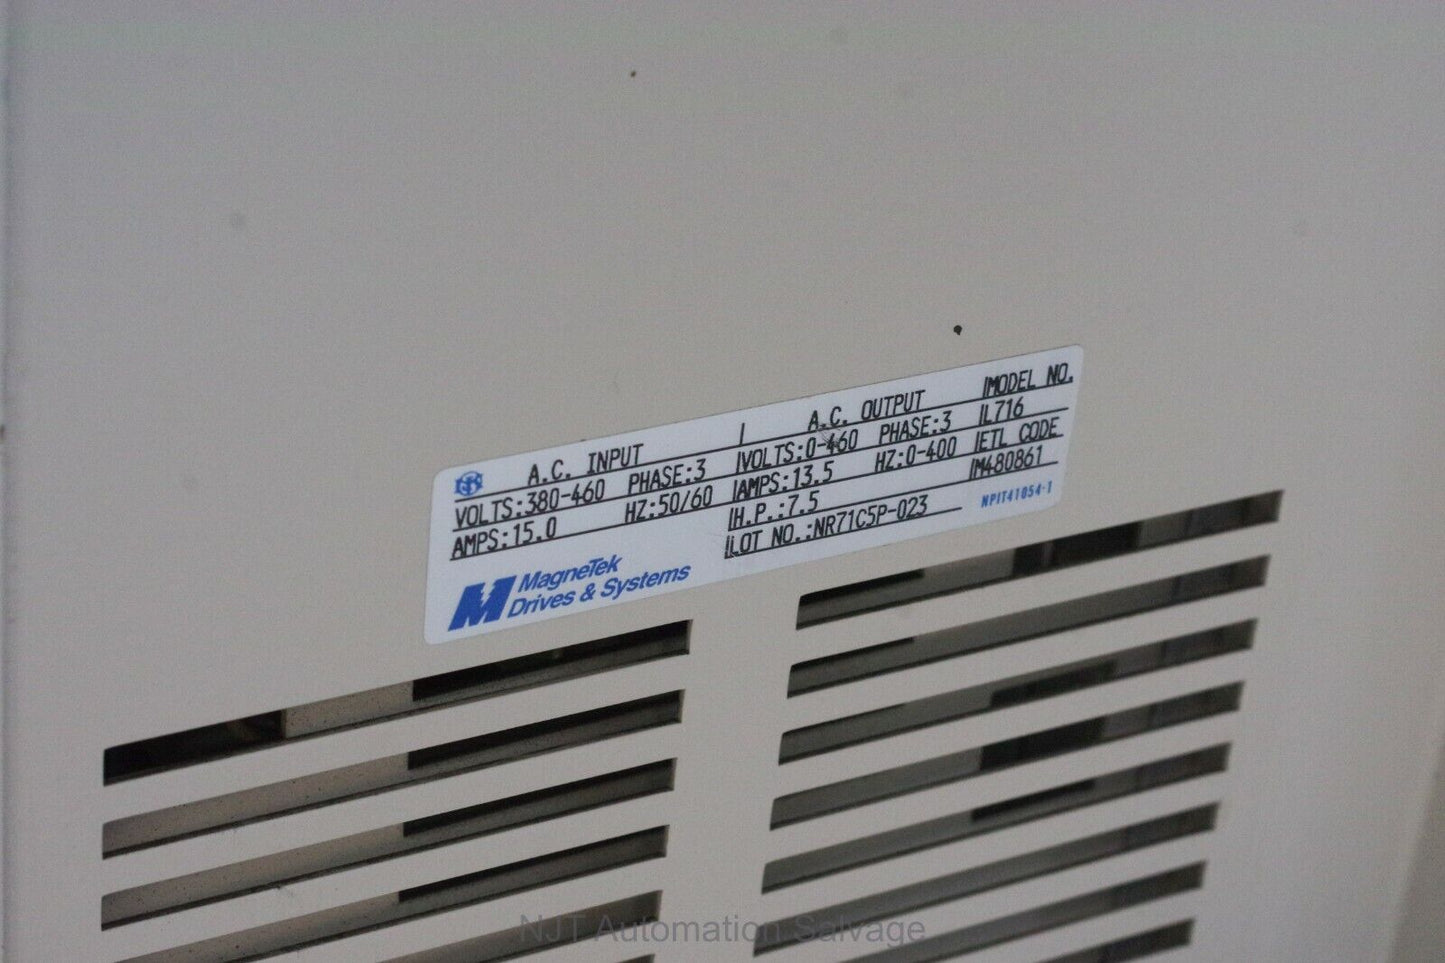 A.C. INPUT | A.C. OUTPUT |MODEL NO.
VOLTS:380-460 PHASE:3 |VOLTS:0-460 PHASE:3 |L716
AMPS:15.0 HZ:50/60 |AMPS:13.5 HZ:0-400 |ETL CODE
|H.P.:7.5 |M480861
|LOT NO.:NR71C5P-023 NPIT41054-1
MagneTek
Drives & Systems
NJT Automation Salvage